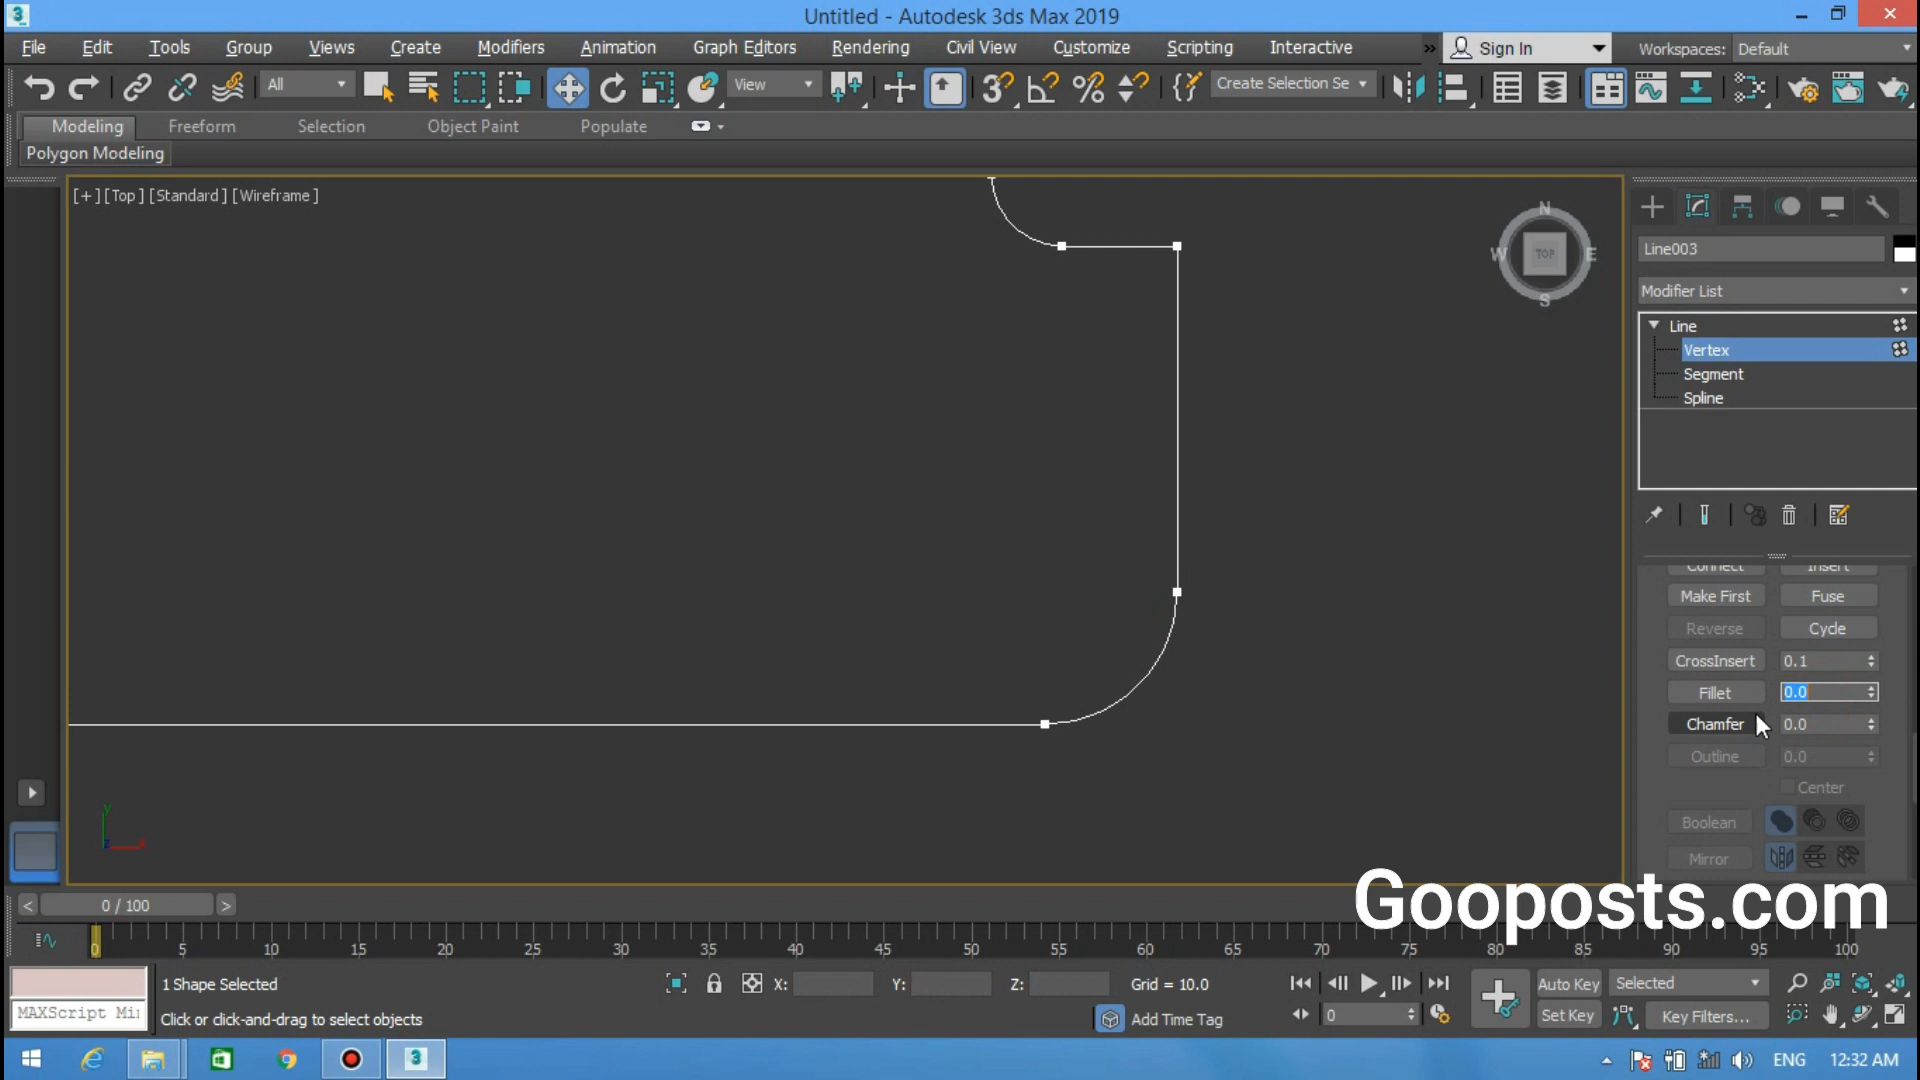 Untitled - Autodesk 3ds Max 2019
File Edit Tools Group Views Create Modifiers Animation Graph Editors Rendering Civil View Customize Scripting Interactive » Sign In Workspaces: Default
All View Create Selection Se
Modeling Freeform Selection Object Paint Populate
Polygon Modeling
[+] [Top] [Standard] [Wireframe]
N
W TOP E
S
Line003
Modifier List
Line
Vertex
Segment
Spline
Connect Insert
Make First Fuse
Reverse Cycle
CrossInsert 0.1
Fillet 0.0
Chamfer 0.0
Outline 0.0
Center
Boolean
Mirror
Gooposts.com
y
z x
< 0 / 100 >
0 5 10 15 20 25 30 35 40 45 50 55 60 65 70 75 80 85 90 95 100
1 Shape Selected X: Y: Z: Grid = 10.0 Auto Key Selected
MAXScript Mi Click or click-and-drag to select objects Add Time Tag 0 Set Key Key Filters...
ENG 12:32 AM